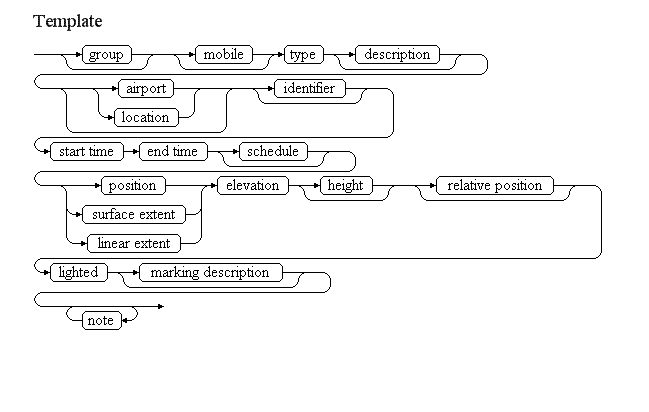 Template
group mobile type description
airport identifier
location
start time end time schedule
position elevation height relative position
surface extent
linear extent
lighted marking description
note